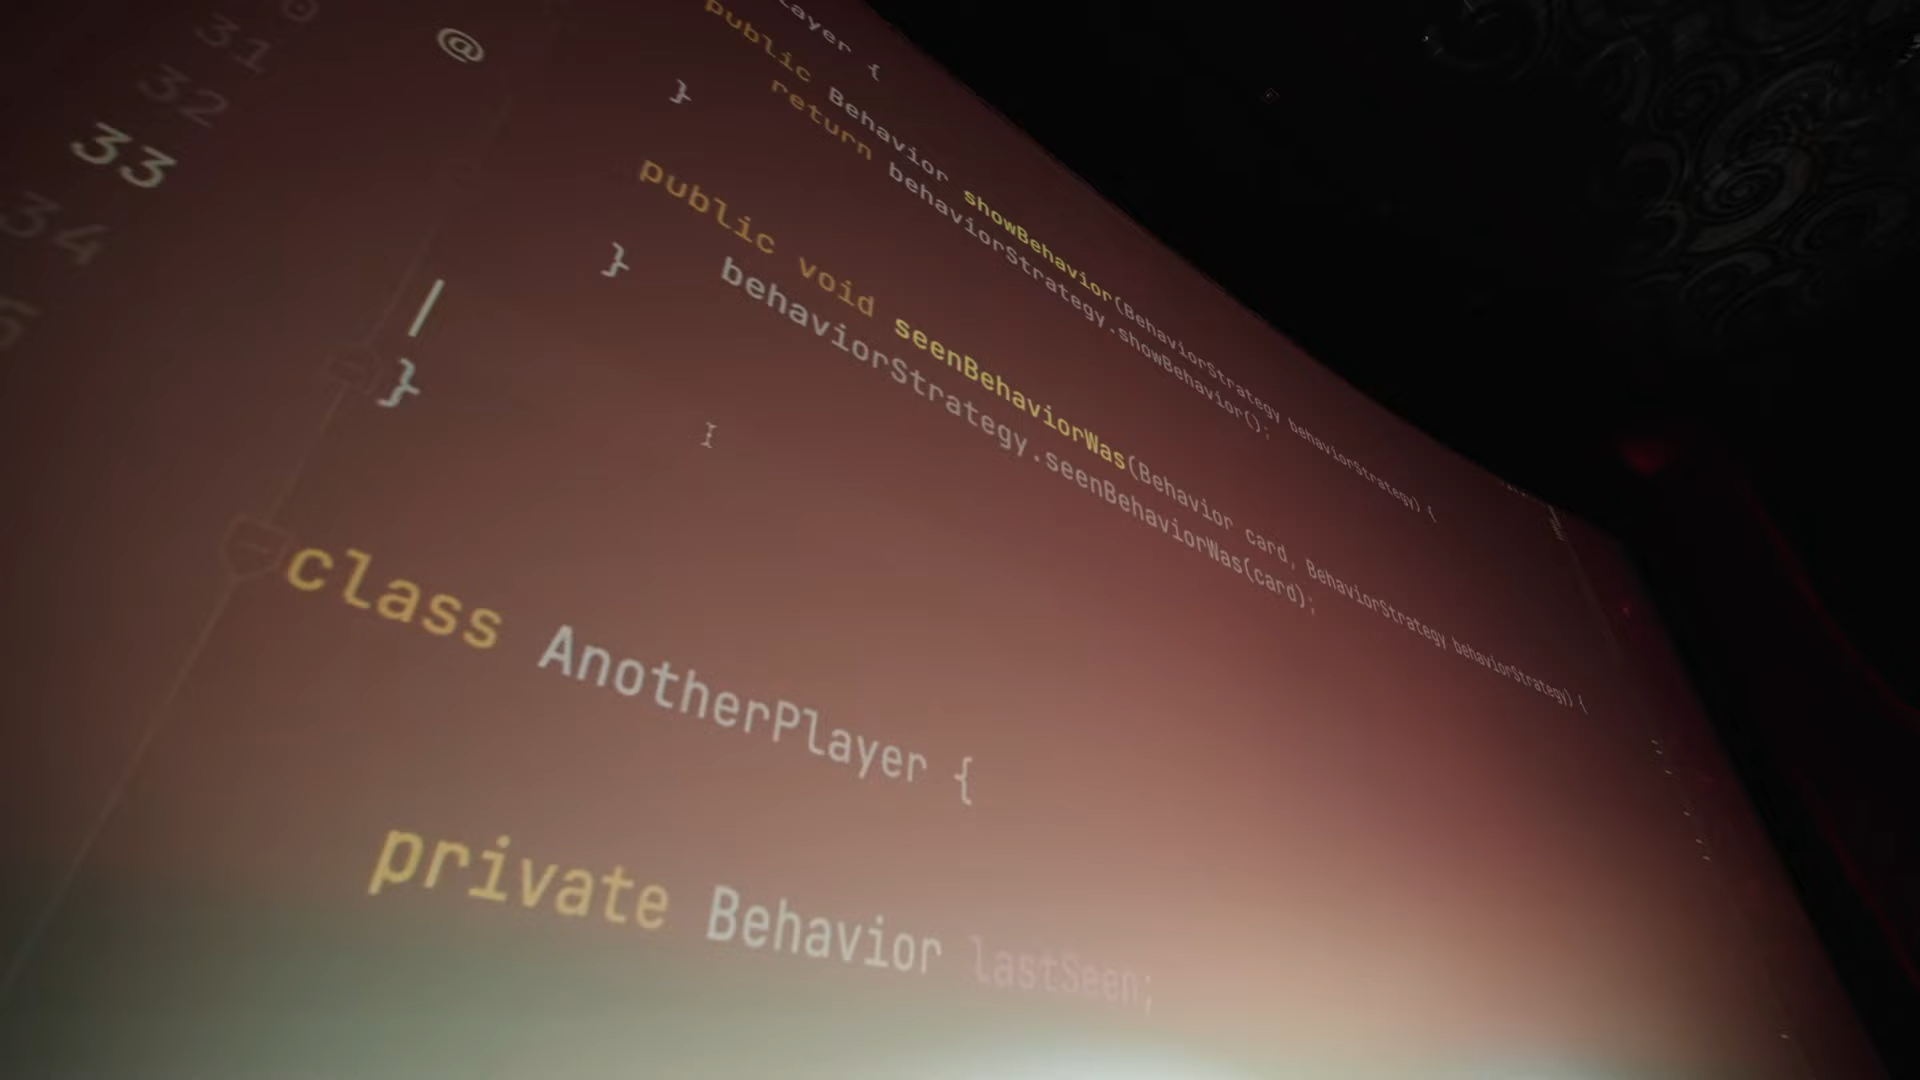 layer {
public Behavior showBehavior(BehaviorStrategy behaviorStrategy) {
return behaviorStrategy.showBehavior();
}
31
@
32
public void seenBehaviorWas(Behavior card, BehaviorStrategy behaviorStrategy) {
33
behaviorStrategy.seenBehaviorWas(card);
34
}
}
class AnotherPlayer {
private Behavior lastSeen;